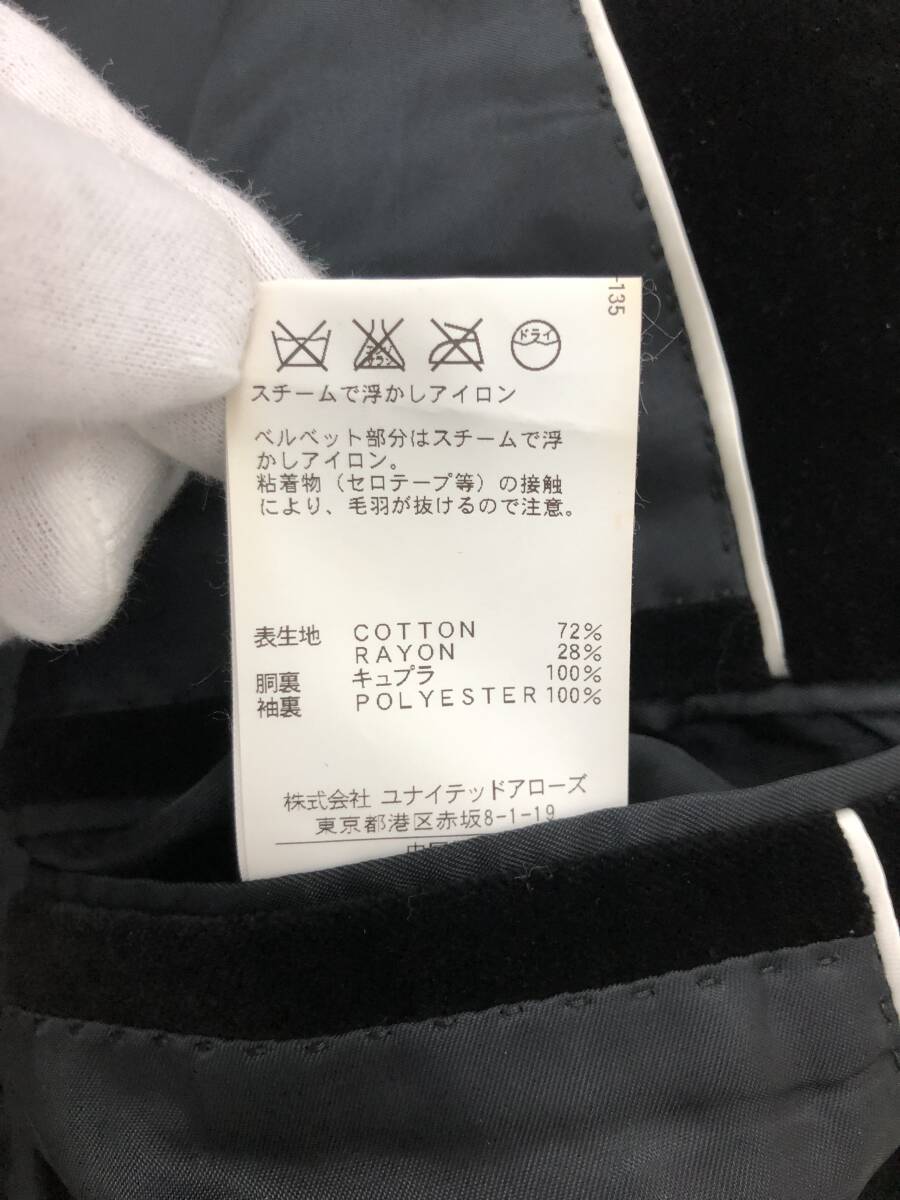 -135
ドライ
スチームで浮かしアイロン
ベルベット部分はスチームで浮
かしアイロン。
粘着物（セロテープ等）の接触
により、毛羽が抜けるので注意。
表生地 COTTON 72%
RAYON 28%
胴裏 キュプラ 100%
袖裏 POLYESTER 100%
株式会社 ユナイテッドアローズ
東京都港区赤坂8-1-19